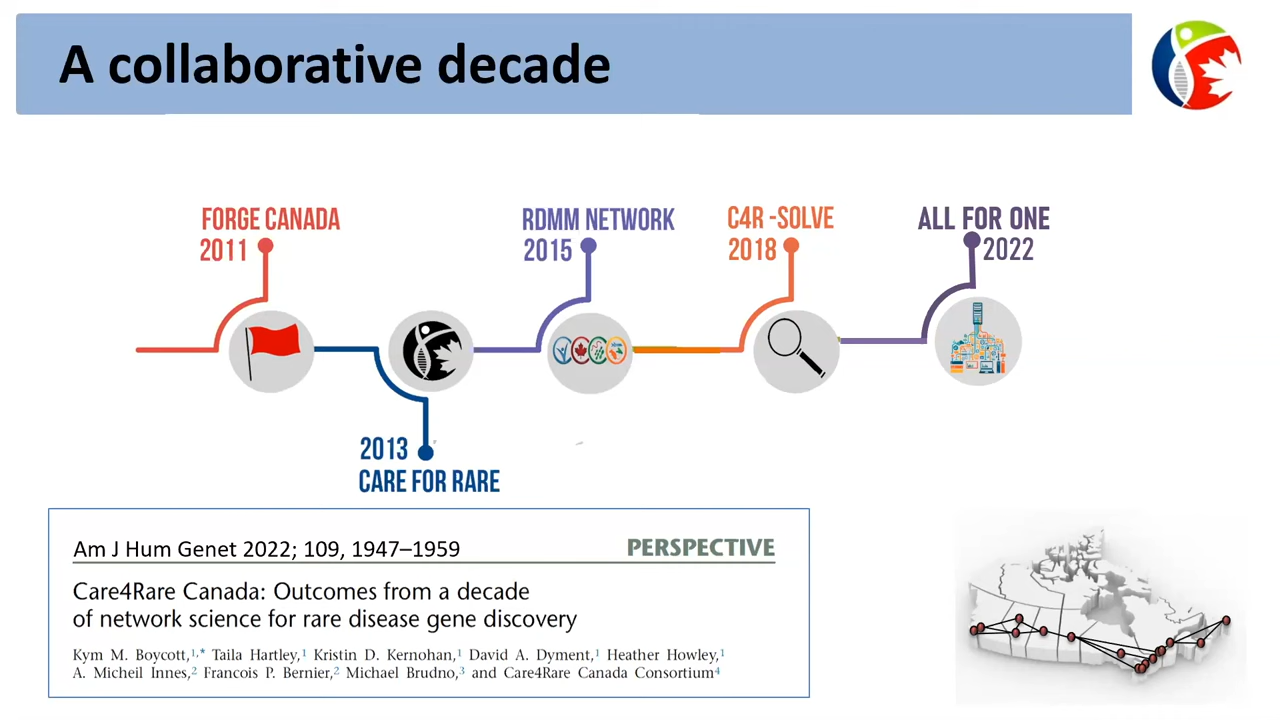 A collaborative decade
FORGE CANADA
2011
RDMM NETWORK
2015
C4R -SOLVE
2018
ALL FOR ONE
2022
2013
CARE FOR RARE
Am J Hum Genet 2022; 109, 1947–1959
PERSPECTIVE
Care4Rare Canada: Outcomes from a decade
of network science for rare disease gene discovery
Kym M. Boycott,1,* Taila Hartley,1 Kristin D. Kernohan,1 David A. Dyment,1 Heather Howley,1
A. Micheil Innes,2 Francois P. Bernier,2 Michael Brudno,3 and Care4Rare Canada Consortium4